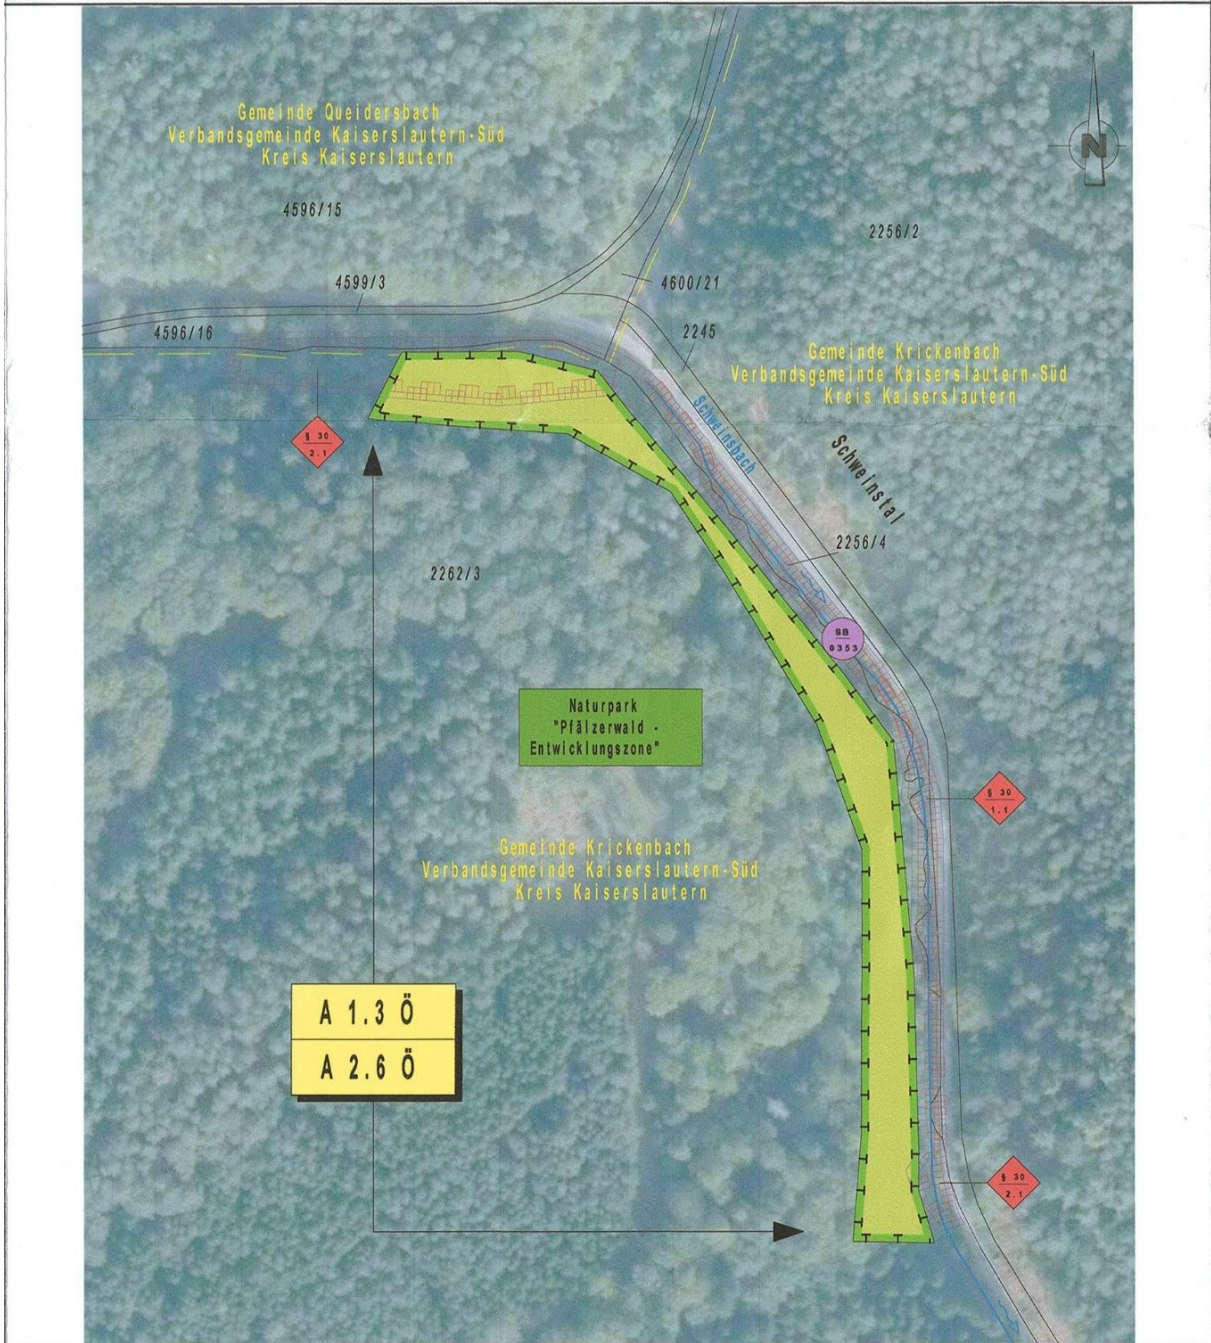 N
Gemeinde Queidersbach
Verbandsgemeinde Kaiserslautern-Süd
Kreis Kaiserslautern
4596/15
2256/2
4599/3
4600/21
4596/16
2245
Gemeinde Krickenbach
Verbandsgemeinde Kaiserslautern-Süd
Kreis Kaiserslautern
Schweinsbach
Schweinstal
§ 30
2.1
2256/4
2262/3
SB
0353
Naturpark
"Pfälzerwald -
Entwicklungszone"
§ 30
1.1
Gemeinde Krickenbach
Verbandsgemeinde Kaiserslautern-Süd
Kreis Kaiserslautern
A 1.3 Ö
A 2.6 Ö
§ 30
2.1